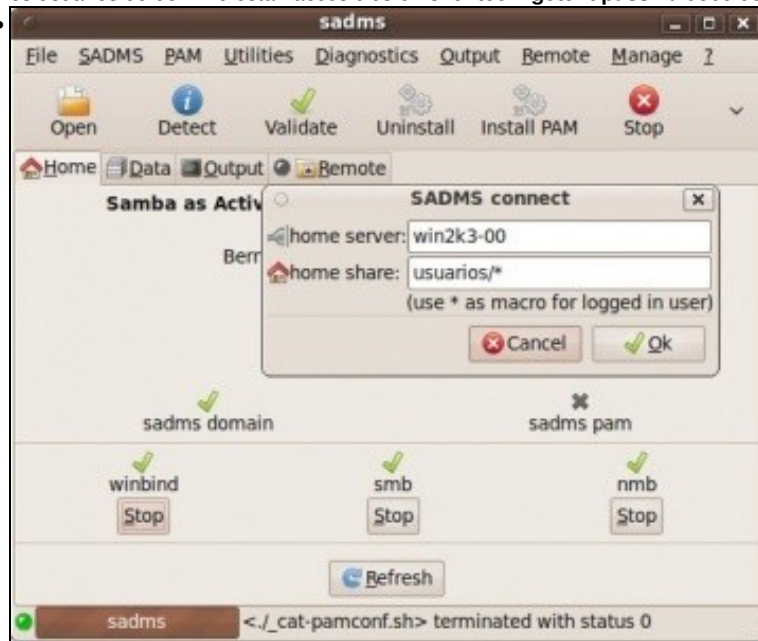 sadms
File SADMS PAM Utilities Diagnostics Output Remote Manage ?
Open Detect Validate Uninstall Install PAM Stop
Home Data Output Remote
Samba as Activ
Bern
SADMS connect
home server: win2k3-00
home share: usuarios/*
(use * as macro for logged in user)
Cancel Ok
sadms domain sadms pam
winbind smb nmb
Stop Stop Stop
Refresh
sadms <./_cat-pamconf.sh> terminated with status 0